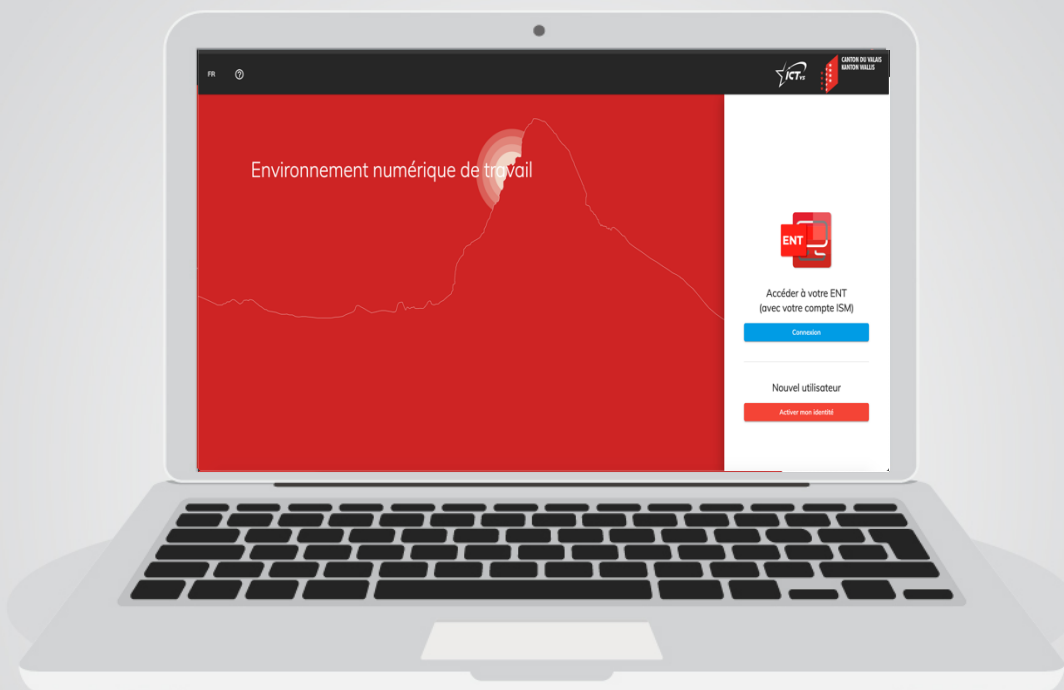 FR
?
ICT VS
CANTON DU VALAIS
KANTON WALLIS
Environnement numérique de travail
ENT
Accéder à votre ENT
(avec votre compte ISM)
Connexion
Nouvel utilisateur
Activer mon identité